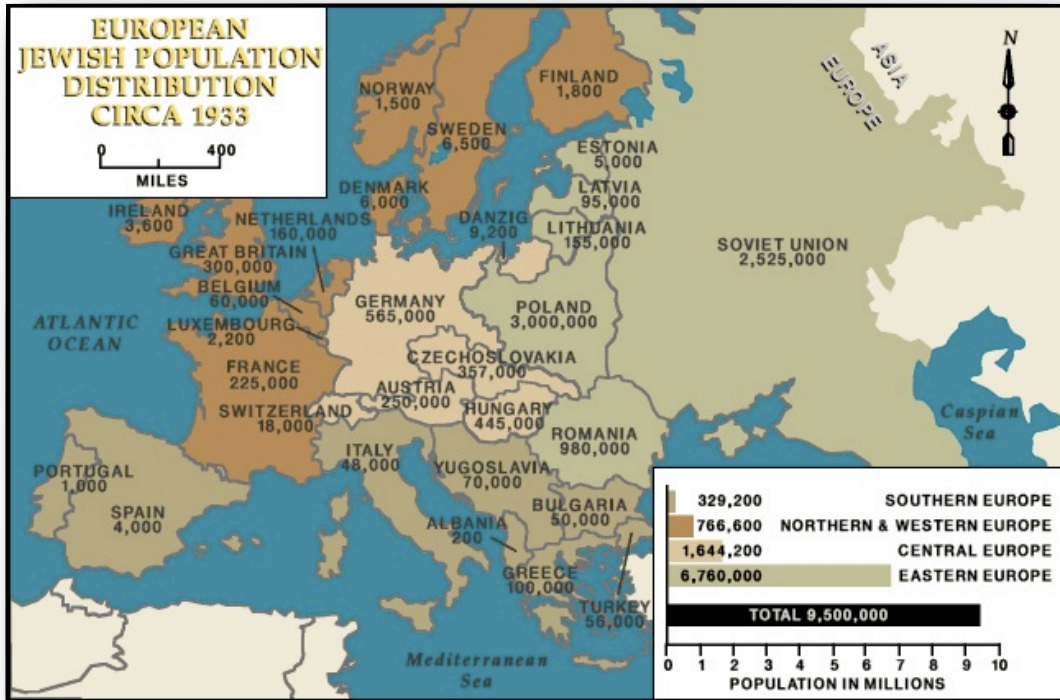 EUROPEAN
JEWISH POPULATION
DISTRIBUTION
CIRCA 1933
0 400
MILES
N
ASIA
EUROPE
NORWAY
1,500
SWEDEN
6,500
FINLAND
1,800
ESTONIA
5,000
LATVIA
95,000
LITHUANIA
155,000
DENMARK
6,000
DANZIG
9,200
IRELAND
3,600
NETHERLANDS
160,000
GREAT BRITAIN
300,000
BELGIUM
60,000
LUXEMBOURG
2,200
GERMANY
565,000
POLAND
3,000,000
SOVIET UNION
2,525,000
ATLANTIC
OCEAN
FRANCE
225,000
SWITZERLAND
18,000
CZECHOSLOVAKIA
357,000
AUSTRIA
250,000
HUNGARY
445,000
ROMANIA
980,000
Caspian
Sea
PORTUGAL
1,000
SPAIN
4,000
ITALY
48,000
YUGOSLAVIA
70,000
BULGARIA
50,000
ALBANIA
200
GREECE
100,000
TURKEY
56,000
Mediterranean
Sea
329,200 SOUTHERN EUROPE
766,600 NORTHERN & WESTERN EUROPE
1,644,200 CENTRAL EUROPE
6,760,000 EASTERN EUROPE
TOTAL 9,500,000
0 1 2 3 4 5 6 7 8 9 10
POPULATION IN MILLIONS